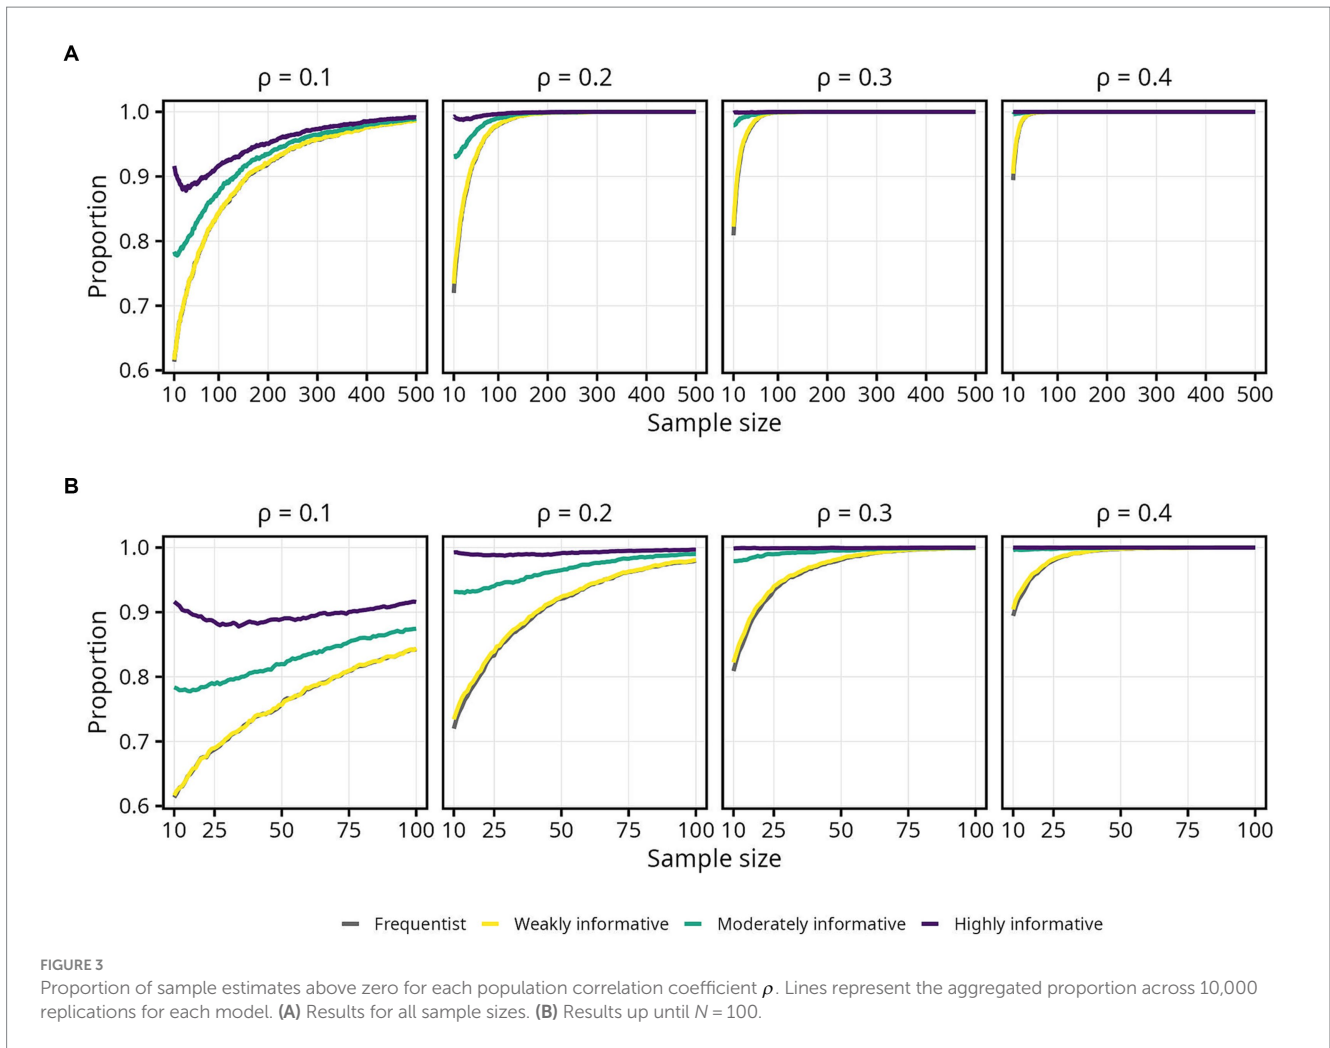 A
ρ = 0.1
ρ = 0.2
ρ = 0.3
ρ = 0.4
Proportion
1.0
0.9
0.8
0.7
0.6
10 100 200 300 400 500
10 100 200 300 400 500
10 100 200 300 400 500
10 100 200 300 400 500
Sample size
B
ρ = 0.1
ρ = 0.2
ρ = 0.3
ρ = 0.4
Proportion
1.0
0.9
0.8
0.7
0.6
10 25 50 75 100
10 25 50 75 100
10 25 50 75 100
10 25 50 75 100
Sample size
Frequentist Weakly informative Moderately informative Highly informative
FIGURE 3
Proportion of sample estimates above zero for each population correlation coefficient ρ. Lines represent the aggregated proportion across 10,000
replications for each model. (A) Results for all sample sizes. (B) Results up until N = 100.